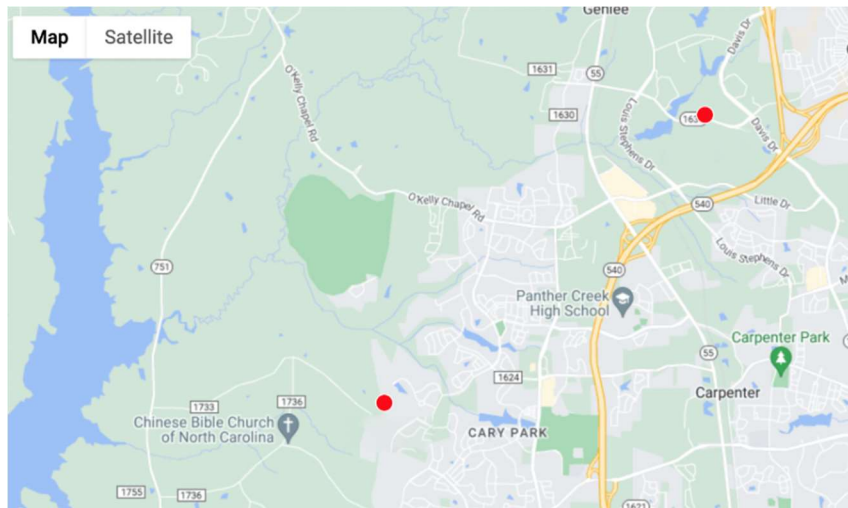 Genlee
Map Satellite
Davis Dr
1631
55
O'Kelly Chapel Rd
1630
Louis Stephens Dr
Davis Dr
O'Kelly Chapel Rd
540
Little Dr
Louis Stephens Dr
751
540
Panther Creek
High School
Carpenter Park
55
1624
Carpenter
1733
1736
Chinese Bible Church
of North Carolina
CARY PARK
1755
1736